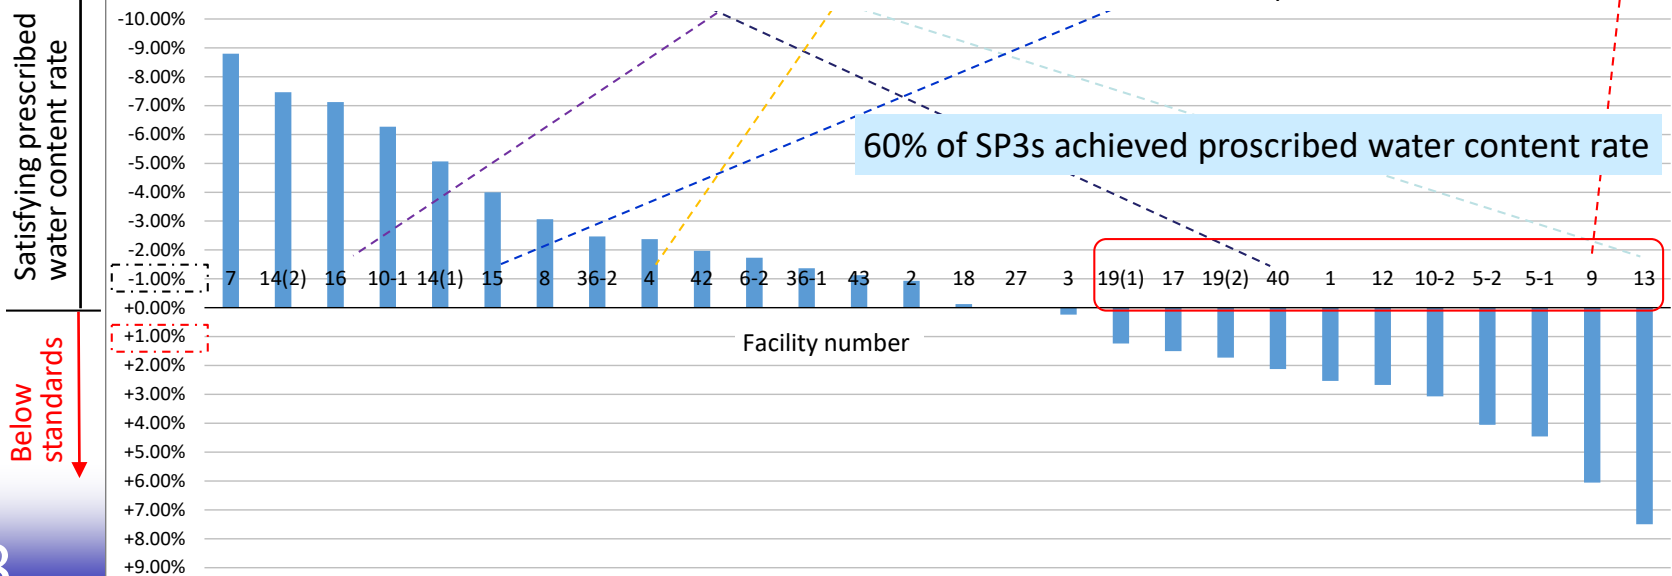 Satisfying prescribed
water content rate
Below
standards
-10.00%
-9.00%
-8.00%
-7.00%
-6.00%
-5.00%
-4.00%
-3.00%
-2.00%
-1.00%
+0.00%
+1.00%
+2.00%
+3.00%
+4.00%
+5.00%
+6.00%
+7.00%
+8.00%
+9.00%
60% of SP3s achieved proscribed water content rate
7 14(2) 16 10-1 14(1) 15 8 36-2 4 42 6-2 36-1 43 2 18 27 3 19(1) 17 19(2) 40 1 12 10-2 5-2 5-1 9 13
Facility number